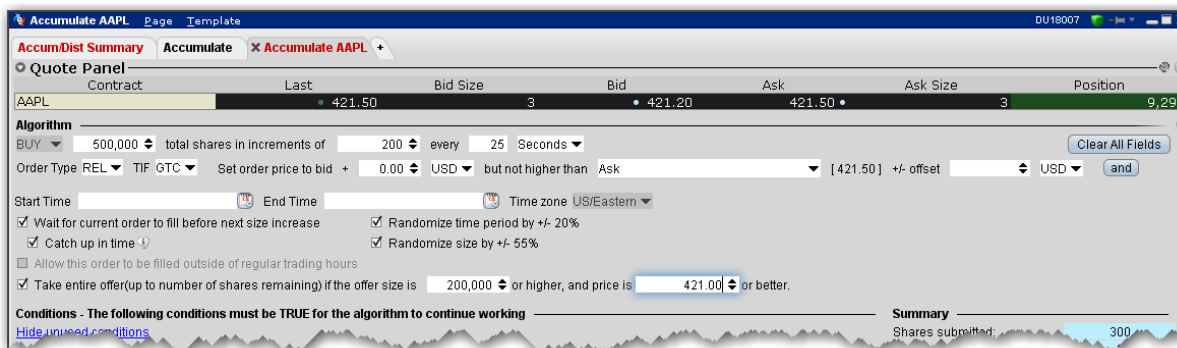 Accumulate AAPL Page Template DU18007
Accum/Dist Summary Accumulate Accumulate AAPL +
Quote Panel
Contract Last Bid Size Bid Ask Ask Size Position
AAPL 421.50 3 421.20 421.50 3 9,29
Algorithm
BUY 500,000 total shares in increments of 200 every 25 Seconds Clear All Fields
Order Type REL TIF GTC Set order price to bid + 0.00 USD but not higher than Ask [421.50] +/- offset USD and
Start Time End Time Time zone US/Eastern
Wait for current order to fill before next size increase Randomize time period by +/- 20%
Catch up in time Randomize size by +/- 55%
Allow this order to be filled outside of regular trading hours
Take entire offer(up to number of shares remaining) if the offer size is 200,000 or higher, and price is 421.00 or better.
Conditions - The following conditions must be TRUE for the algorithm to continue working Summary
Hide unused conditions Shares submitted: 300